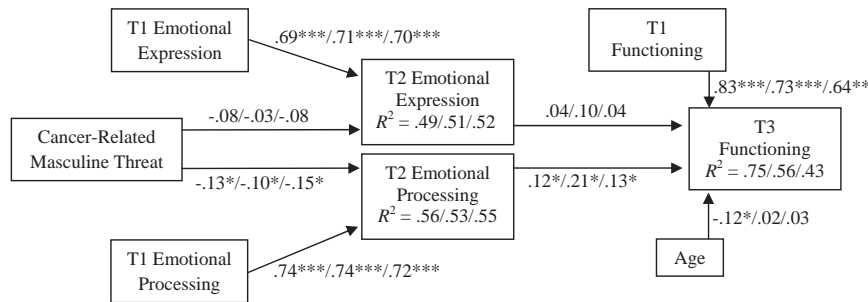 T1 Emotional
Expression
.69***/.71***/.70***
T1
Functioning
T2 Emotional
Expression
R² = .49/.51/.52
.83***/.73***/.64**
Cancer-Related
Masculine Threat
-.08/-.03/-.08
.04/.10/.04
T3
Functioning
R² = .75/.56/.43
-.13*/-.10*/-.15*
T2 Emotional
Processing
R² = .56/.53/.55
.12*/.21*/.13*
-.12*/.02/.03
T1 Emotional
Processing
.74***/.74***/.72***
Age